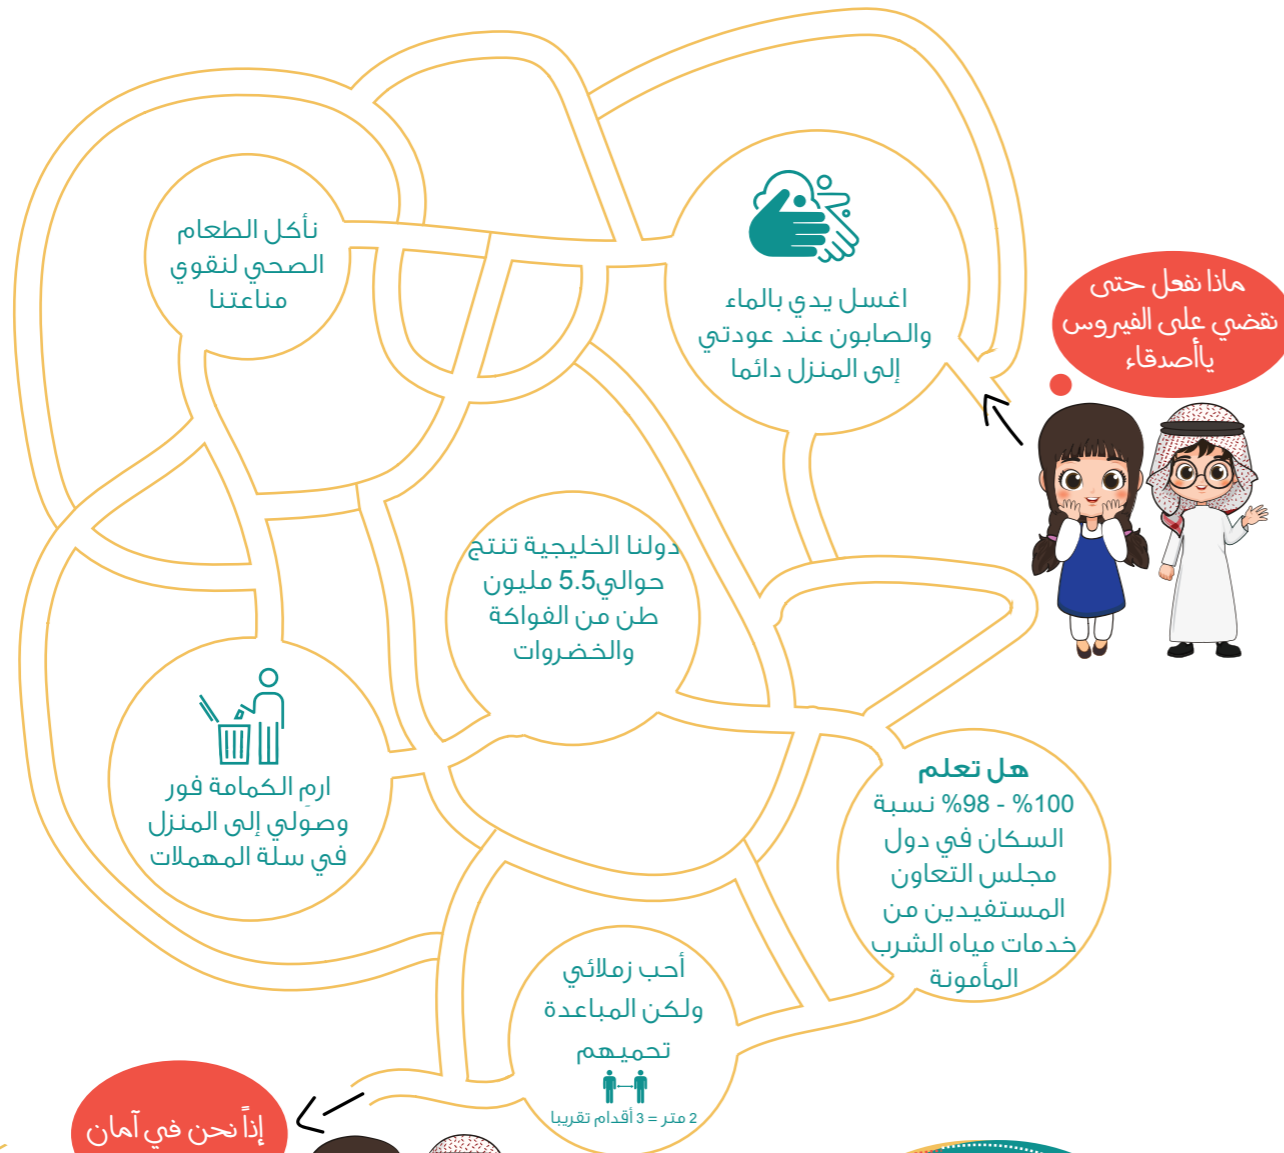 ماذا نفعل حتى
نقضي على الفيروس
ياأصدقاء
اغسل يدي بالماء
والصابون عند عودتي
إلى المنزل دائما
نأكل الطعام
الصحي لنقوي
مناعتنا
دولنا الخليجية تنتج
حوالي5.5 مليون
طن من الفواكة
والخضروات
ارمِ الكمامة فور
وصولي إلى المنزل
في سلة المهملات
هل تعلم
100% - 98% نسبة
السكان في دول
مجلس التعاون
المستفيدين من
خدمات مياه الشرب
المأمونة
أحب زملائي
ولكن المباعدة
تحميهم
2 متر = 3 أقدام تقريبا
إذاً نحن في آمان